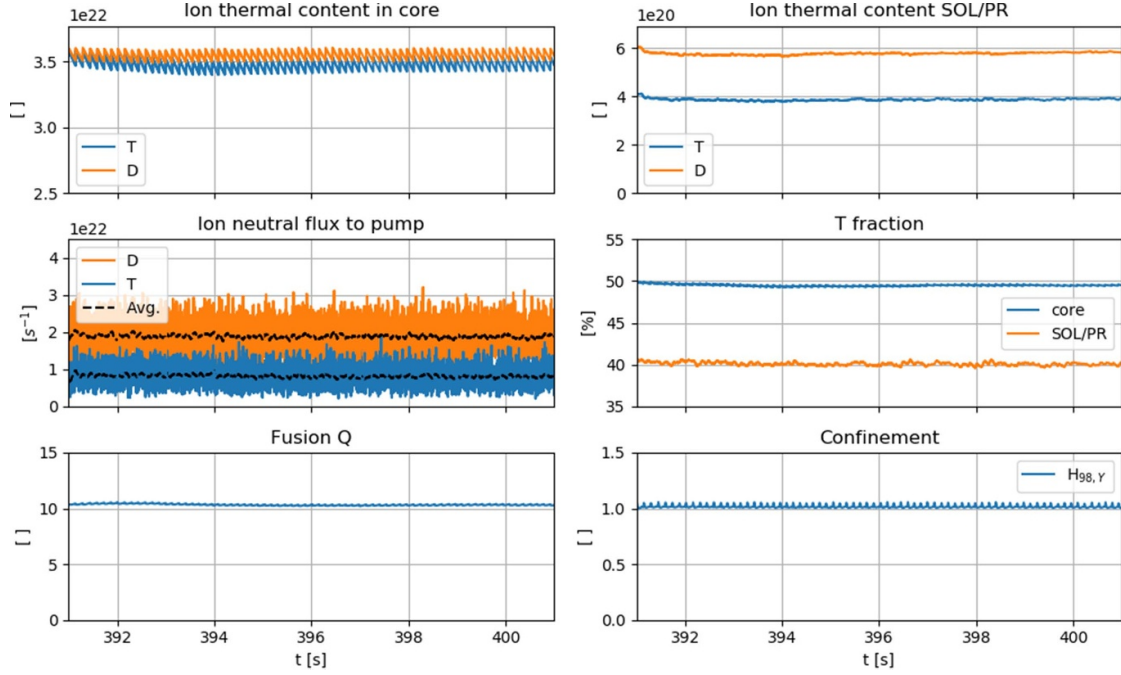 Ion thermal content in core
1e22
3.5
3.0
2.5
[ ]
T
D
Ion thermal content SOL/PR
1e20
6
4
2
0
[ ]
T
D
Ion neutral flux to pump
1e22
4
3
2
1
0
[s⁻¹]
D
T
Avg.
T fraction
55
50
45
40
35
[%]
core
SOL/PR
Fusion Q
15
10
5
0
[ ]
392
394
396
398
400
t [s]
Confinement
1.5
1.0
0.5
0.0
[ ]
H₉₈,Y
392
394
396
398
400
t [s]